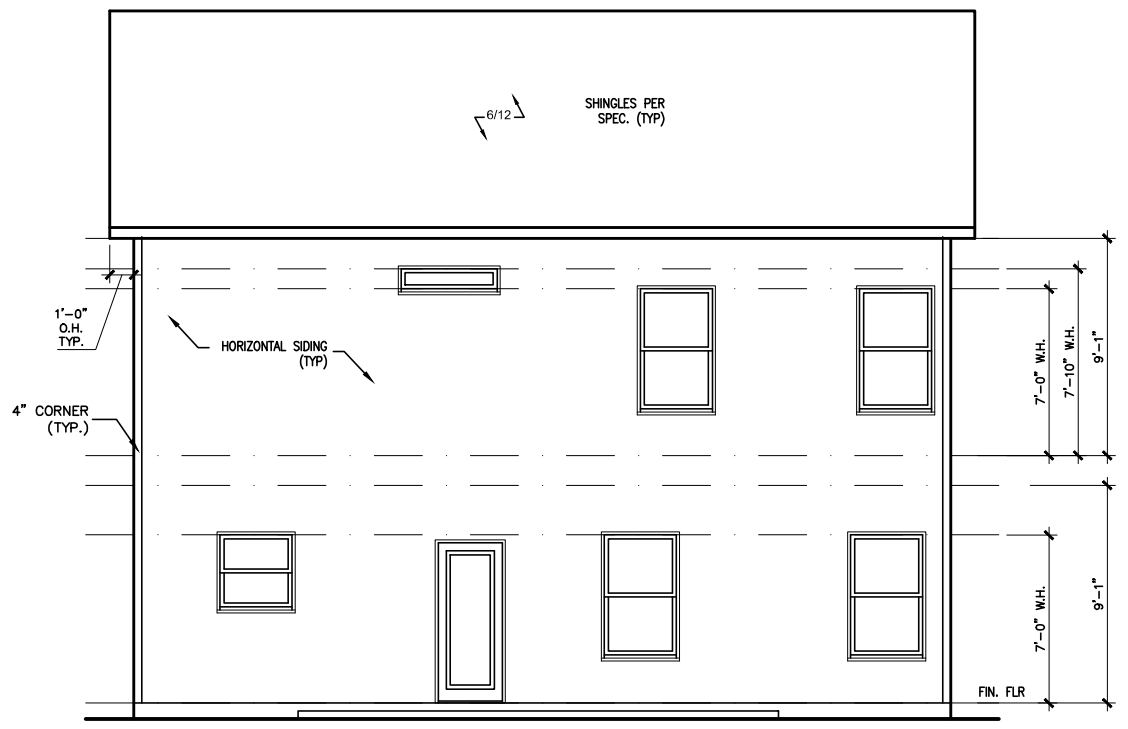 6/12
SHINGLES PER
SPEC. (TYP)
1'-0"
O.H.
TYP.
HORIZONTAL SIDING
(TYP)
4" CORNER
(TYP.)
7'-0" W.H.
7'-10" W.H.
9'-1"
7'-0" W.H.
9'-1"
FIN. FLR